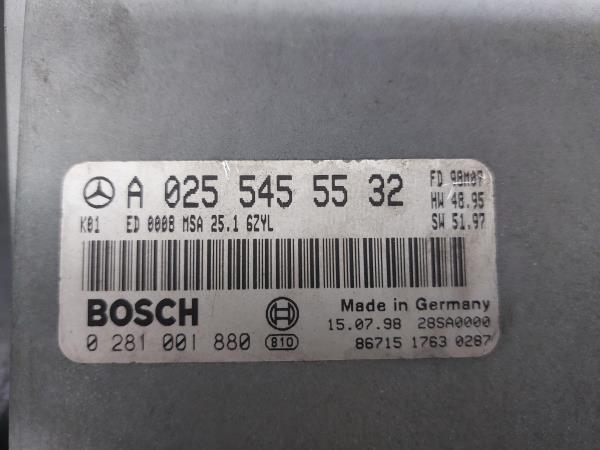 A 025 545 55 32 FD 98M07
HW 48.95
K01 ED 0008 MSA 25.1 6ZYL SW 51.97
BOSCH Made in Germany
15.07.98 28SA0000
0 281 001 880 810 86715 1763 0287